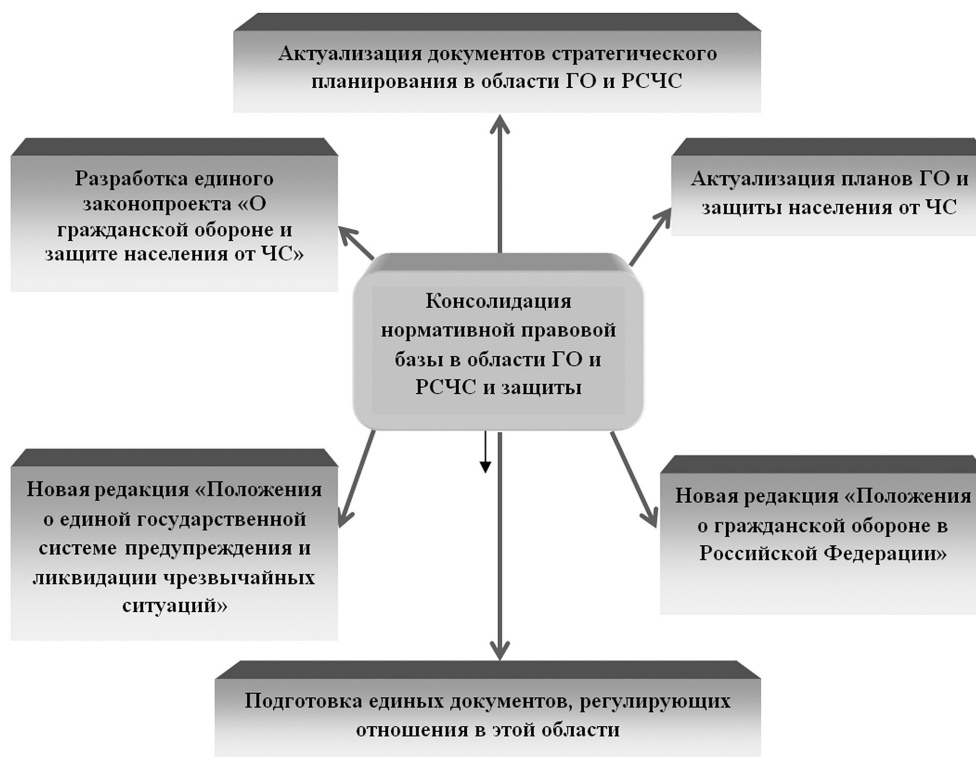 Актуализация документов стратегического
планирования в области ГО и РСЧС
Разработка единого
законопроекта «О
гражданской обороне и
защите населения от ЧС»
Актуализация планов ГО и
защиты населения от ЧС
Консолидация
нормативной правовой
базы в области ГО и
РСЧС и защиты
Новая редакция «Положения
о единой государственной
системе предупреждения и
ликвидации чрезвычайных
ситуаций»
Новая редакция «Положения
о гражданской обороне в
Российской Федерации»
Подготовка единых документов, регулирующих
отношения в этой области